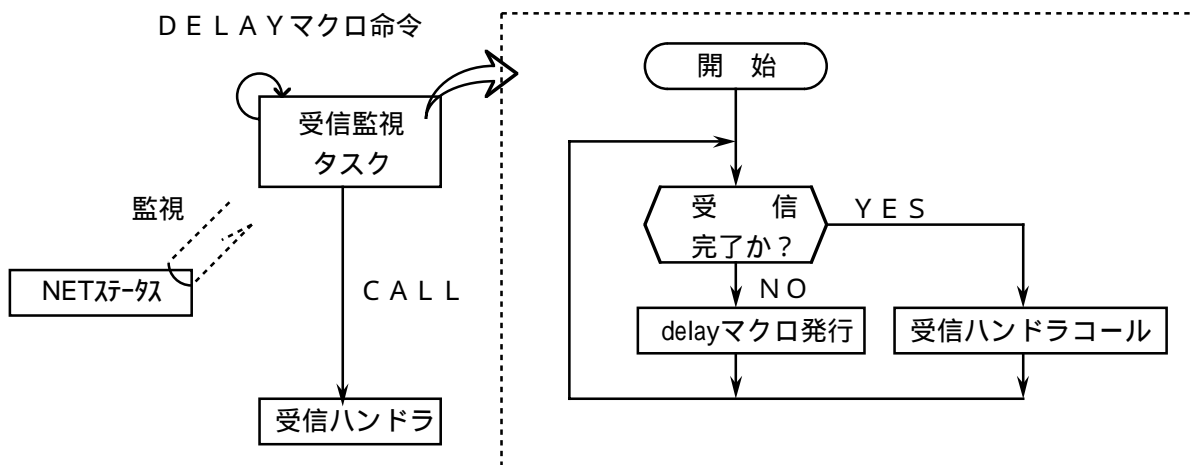 ＤＥＬＡＹマクロ命令
受信監視
タスク
監視
NETｽﾃｰﾀｽ
ＣＡＬＬ
受信ハンドラ
開　始
受　　信
完了か？
ＹＥＳ
ＮＯ
delayマクロ発行
受信ハンドラコール